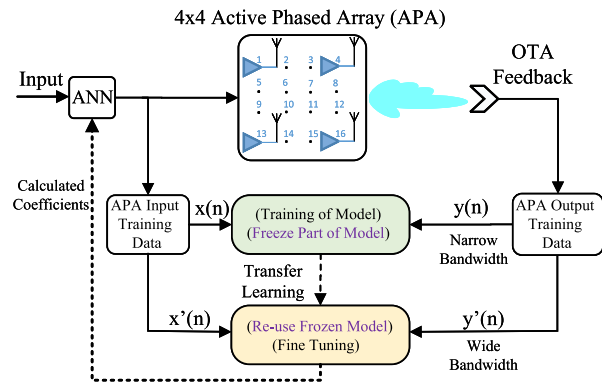 4x4 Active Phased Array (APA)
Input
ANN
1 2 3 4
5 6 7 8
9 10 11 12
13 14 15 16
OTA
Feedback
Calculated
Coefficients
APA Input
Training
Data
x(n)
(Training of Model)
(Freeze Part of Model)
y(n)
Narrow
Bandwidth
APA Output
Training
Data
Transfer
Learning
x’(n)
(Re-use Frozen Model)
(Fine Tuning)
y’(n)
Wide
Bandwidth